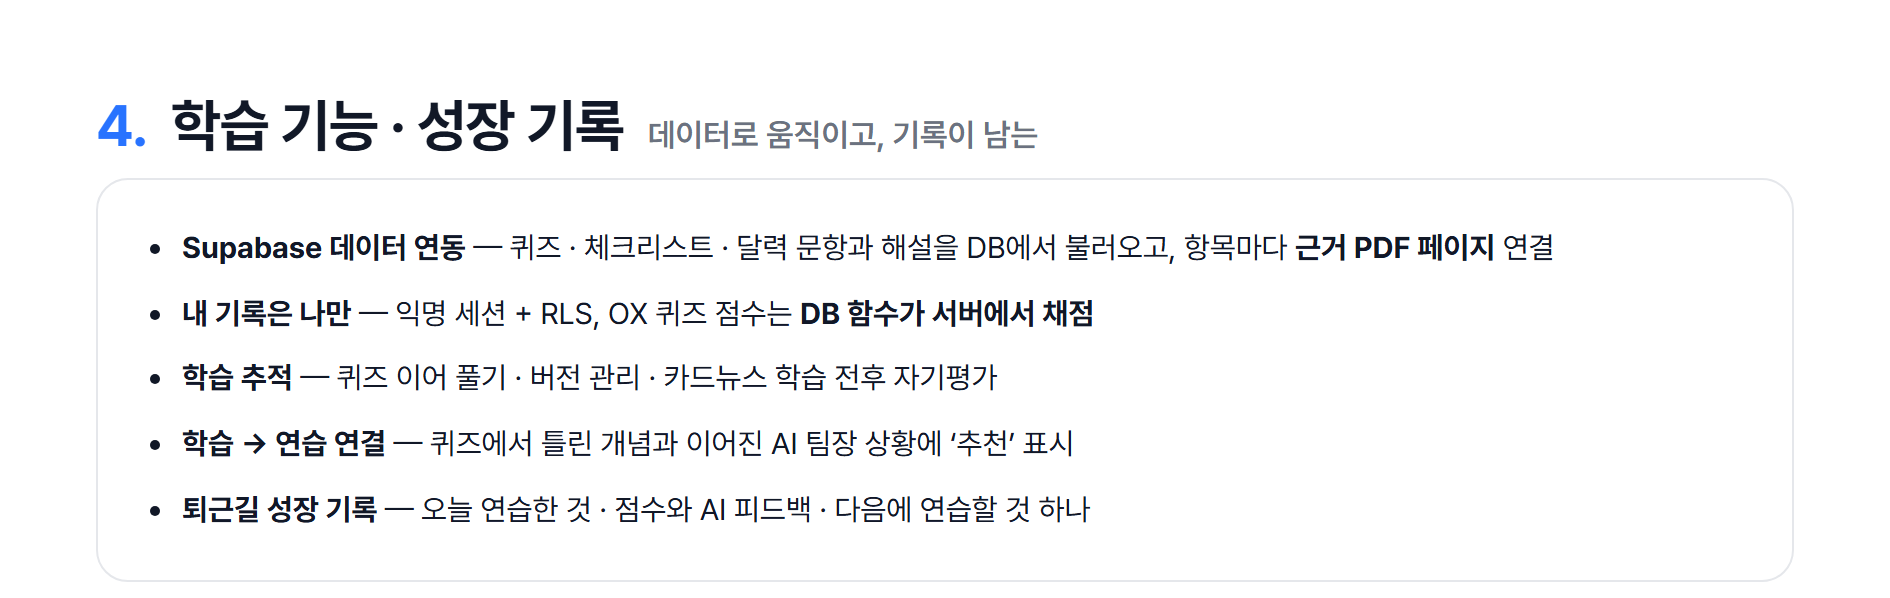 4. 학습 기능 · 성장 기록 데이터로 움직이고, 기록이 남는
• Supabase 데이터 연동 — 퀴즈 · 체크리스트 · 달력 문항과 해설을 DB에서 불러오고, 항목마다 근거 PDF 페이지 연결
• 내 기록은 나만 — 익명 세션 + RLS, OX 퀴즈 점수는 DB 함수가 서버에서 채점
• 학습 추적 — 퀴즈 이어 풀기 · 버전 관리 · 카드뉴스 학습 전후 자기평가
• 학습 → 연습 연결 — 퀴즈에서 틀린 개념과 이어진 AI 팀장 상황에 ‘추천’ 표시
• 퇴근길 성장 기록 — 오늘 연습한 것 · 점수와 AI 피드백 · 다음에 연습할 것 하나